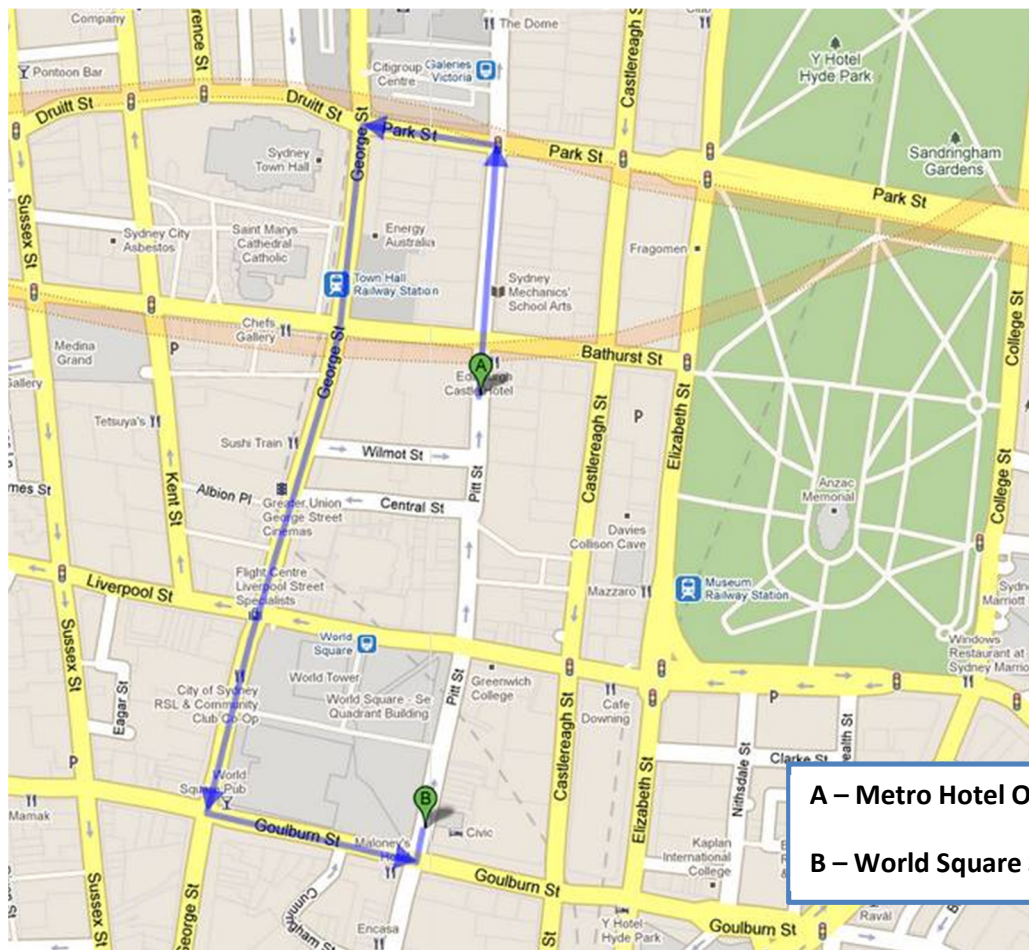 Company
The Dome
Pontoon Bar
Citigroup
Centre
Galeries
Victoria
Castlereagh St
Y Hotel
Hyde Park
Druitt St
Druitt St
George St
Park St
Park St
Sandringham
Gardens
Park St
Sydney
Town Hall
Sussex St
Sydney City
Asbestos
Saint Marys
Cathedral
Catholic
Energy
Australia
Fragomen
Town Hall
Railway Station
Sydney
Mechanics'
School Arts
College St
Chefs
Gallery
George St
Medina
Grand
P
Bathurst St
A
Edinburgh
Castle Hotel
Tetsuya's
Sushi Train
Wilmot St
Castlereagh St
P
Elizabeth St
Kent St
Albion Pl
Greater Union
George Street
Cinemas
Central St
Pitt St
Anzac
Memorial
College St
Davies
Collison Cave
Flight Centre
Liverpool Street
Specialists
Liverpool St
Mazzaro
Museum
Railway Station
Marriott
World
Square
World Tower
Windows
Restaurant at
Sussex St
Eagar St
City of Sydney
RSL & Community
Club Co-Op
World Square - Se
Quadrant Building
Pitt St
Greenwich
College
Cafe
Downing
P
P
Castlereagh St
Elizabeth St
Nithsdale St
Clarke St
World
Square Pub
Mamak
Goulburn St
B
Civic
Maloney's
Kaplan
International
College
A – Metro Hotel O
B – World Square
Sussex St
George St
Goulburn St
Encasa
Y Hotel
Hyde Park
Goulburn St
Raval
St